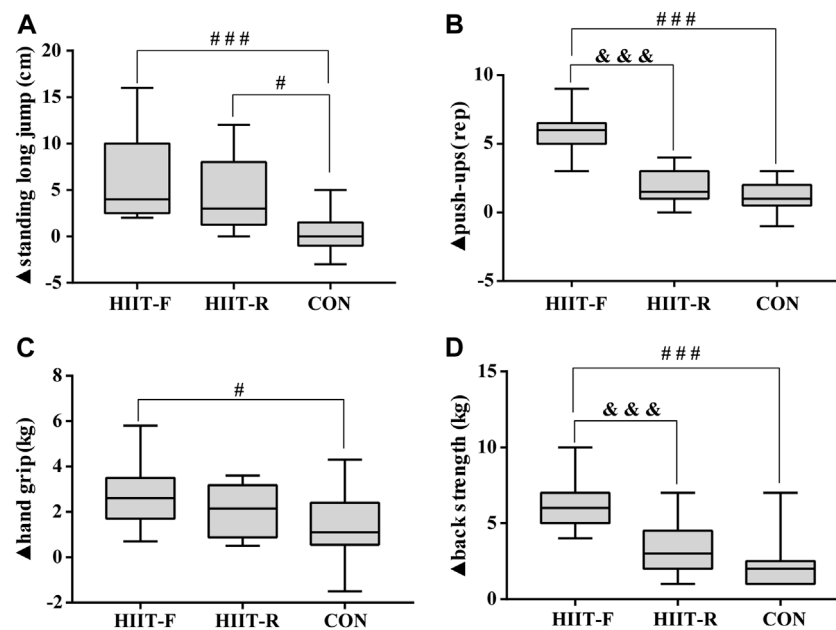 A
▲standing long jump (cm)
20
15
10
5
0
-5
# # #
#
HIIT-F HIIT-R CON
B
▲push-ups(rep)
10
5
0
-5
# # #
& & &
HIIT-F HIIT-R CON
C
▲hand grip(kg)
8
6
4
2
0
-2
#
HIIT-F HIIT-R CON
D
▲back strength (kg)
15
10
5
0
# # #
& & &
HIIT-F HIIT-R CON